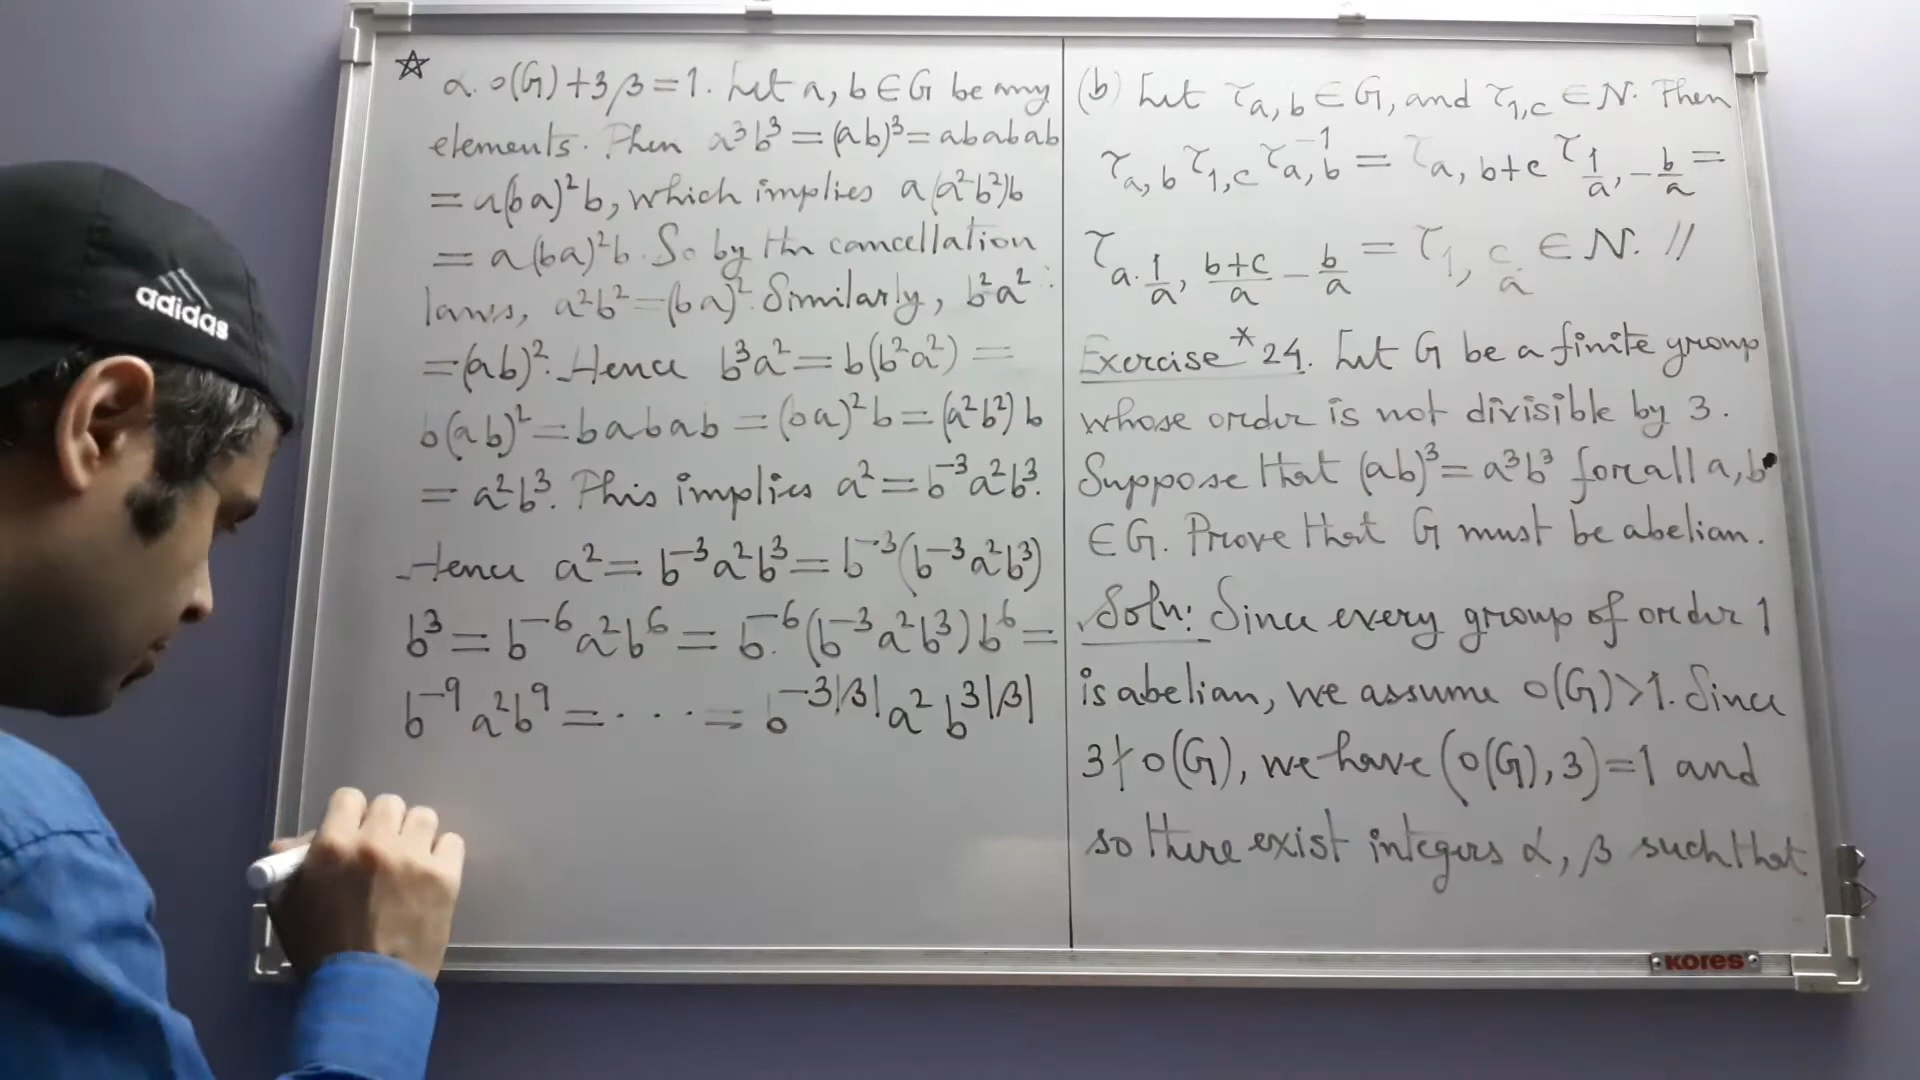 ☆ α. o(G)+3β=1. Let a, b∈G be any
elements. Then a³b³ = (ab)³ = ababab
= a(ba)²b, which implies a(a²b²)b
= a(ba)²b. So by the cancellation
laws, a²b² = (ba)². Similarly, b²a²
= (ab)². Hence b³a² = b(b²a²) =
b(ab)² = babab = (ba)²b = (a²b²)b
= a²b³. This implies a² = b⁻³a²b³.
Hence a² = b⁻³a²b³ = b⁻³(b⁻³a²b³)
b³ = b⁻⁶a²b⁶ = b⁻⁶.(b⁻³a²b³)b⁶ =
b⁻⁹a²b⁹ = ··· = b⁻³|β| a² b³|β|
(b) Let τa,b ∈G, and τ1,c ∈ N. Then
τa,b τ1,c τa,b⁻¹ = τa, b+c τ1/a, -b/a =
τa.1/a, b+c/a - b/a = τ1, c/a ∈ N. //
Exercise *24. Let G be a finite group
whose order is not divisible by 3.
Suppose that (ab)³ = a³b³ for all a, b
∈G. Prove that G must be abelian.
Soln: Since every group of order 1
is abelian, we assume o(G)>1. Since
3∤o(G), we have (o(G), 3)=1 and
so there exist integers α, β such that
adidas
KORES